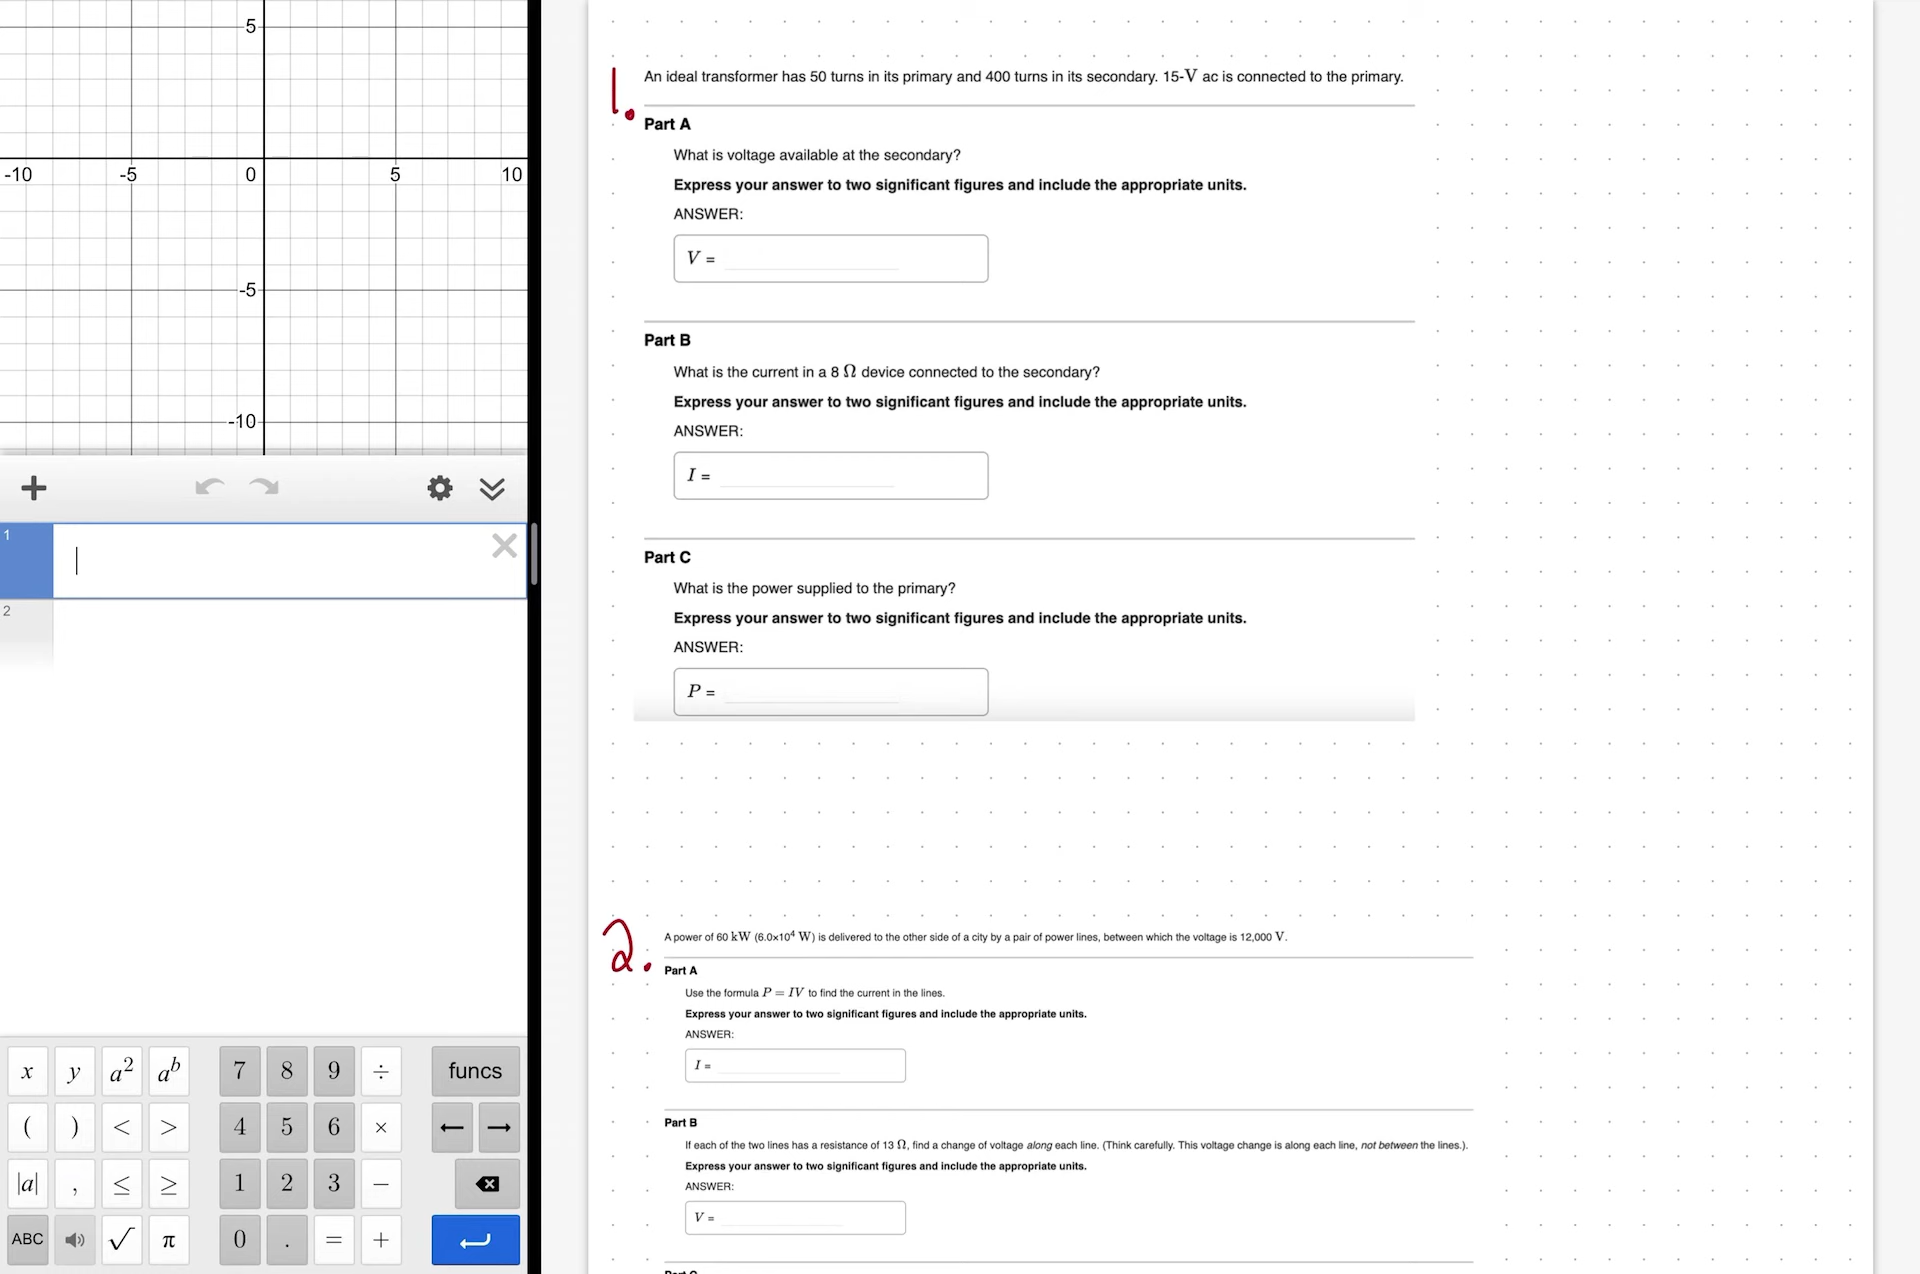 5
-10
-5
0
5
10
-5
-10
1
2
x
y
a²
aᵇ
7
8
9
÷
funcs
(
)
<
>
4
5
6
×
←
→
|a|
,
≤
≥
1
2
3
−
ABC
√
π
0
.
=
+
1.
An ideal transformer has 50 turns in its primary and 400 turns in its secondary. 15-V ac is connected to the primary.
Part A
What is voltage available at the secondary?
Express your answer to two significant figures and include the appropriate units.
ANSWER:
V =
Part B
What is the current in a 8 Ω device connected to the secondary?
Express your answer to two significant figures and include the appropriate units.
ANSWER:
I =
Part C
What is the power supplied to the primary?
Express your answer to two significant figures and include the appropriate units.
ANSWER:
P =
2.
A power of 60 kW (6.0×10⁴ W) is delivered to the other side of a city by a pair of power lines, between which the voltage is 12,000 V.
Part A
Use the formula P = IV to find the current in the lines.
Express your answer to two significant figures and include the appropriate units.
ANSWER:
I =
Part B
If each of the two lines has a resistance of 13 Ω, find a change of voltage along each line. (Think carefully. This voltage change is along each line, not between the lines.).
Express your answer to two significant figures and include the appropriate units.
ANSWER:
V =
Part C